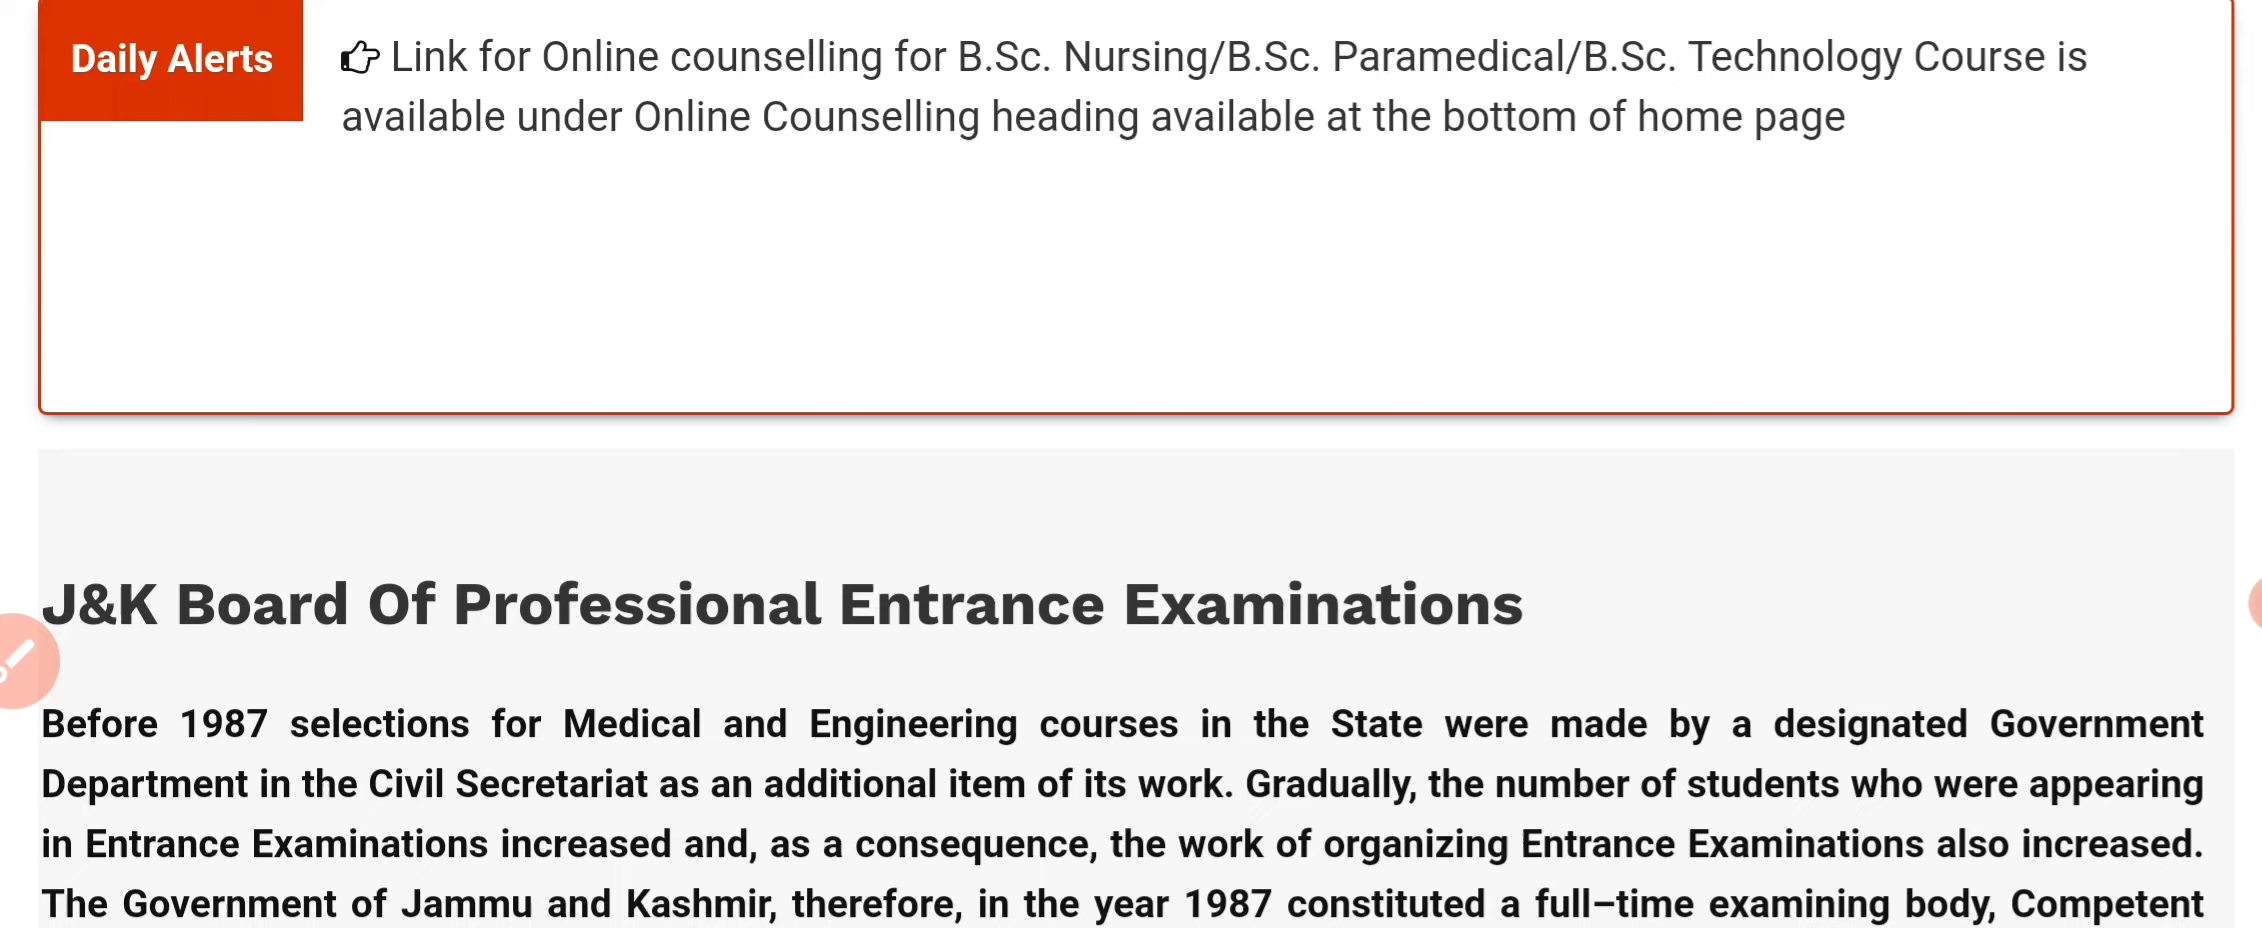 Daily Alerts
Link for Online counselling for B.Sc. Nursing/B.Sc. Paramedical/B.Sc. Technology Course is
available under Online Counselling heading available at the bottom of home page
J&K Board Of Professional Entrance Examinations
Before 1987 selections for Medical and Engineering courses in the State were made by a designated Government
Department in the Civil Secretariat as an additional item of its work. Gradually, the number of students who were appearing
in Entrance Examinations increased and, as a consequence, the work of organizing Entrance Examinations also increased.
The Government of Jammu and Kashmir, therefore, in the year 1987 constituted a full–time examining body, Competent